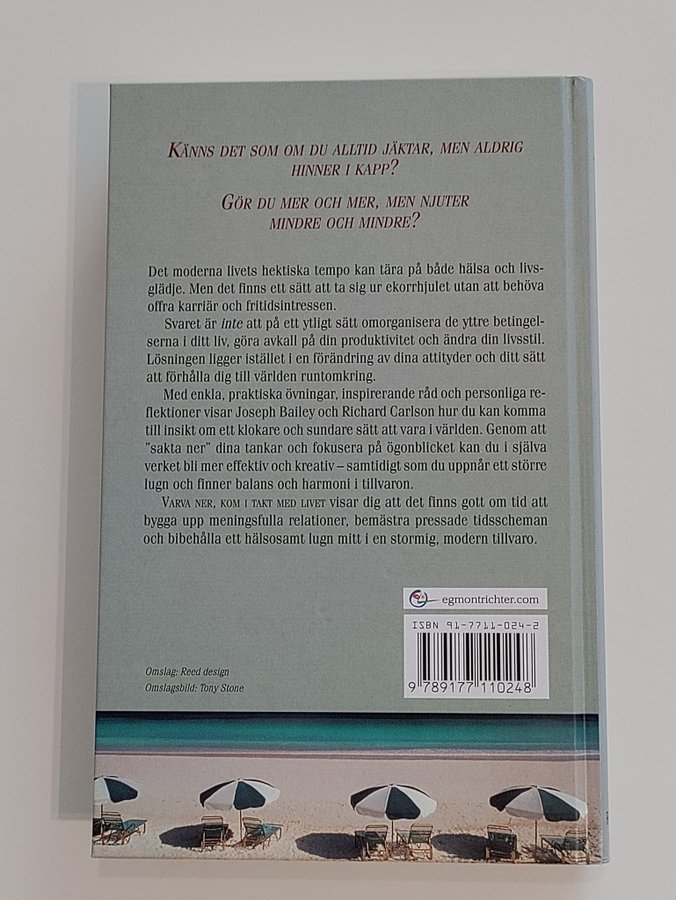 KÄNNS DET SOM OM DU ALLTID JÄKTAR, MEN ALDRIG
HINNER I KAPP?
GÖR DU MER OCH MER, MEN NJUTER
MINDRE OCH MINDRE?
Det moderna livets hektiska tempo kan tära på både hälsa och livs-
glädje. Men det finns ett sätt att ta sig ur ekorrhjulet utan att behöva
offra karriär och fritidsintressen.
Svaret är inte att på ett ytligt sätt omorganisera de yttre betingel-
serna i ditt liv, göra avkall på din produktivitet och ändra din livsstil.
Lösningen ligger istället i en förändring av dina attityder och ditt sätt
att förhålla dig till världen runtomkring.
Med enkla, praktiska övningar, inspirerande råd och personliga re-
flektioner visar Joseph Bailey och Richard Carlson hur du kan komma
till insikt om ett klokare och sundare sätt att vara i världen. Genom att
"sakta ner" dina tankar och fokusera på ögonblicket kan du i själva
verket bli mer effektiv och kreativ – samtidigt som du uppnår ett större
lugn och finner balans och harmoni i tillvaron.
VARVA NER, KOM I TAKT MED LIVET visar dig att det finns gott om tid att
bygga upp meningsfulla relationer, bemästra pressade tidsscheman
och bibehålla ett hälsosamt lugn mitt i en stormig, modern tillvaro.
egmontrichter.com
ISBN 91-7711-024-2
9 789177 110248
Omslag: Reed design
Omslagsbild: Tony Stone